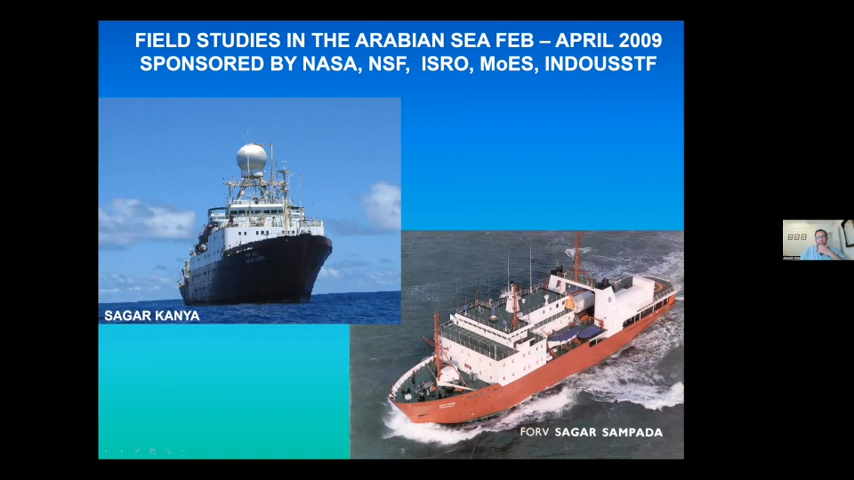 FIELD STUDIES IN THE ARABIAN SEA FEB – APRIL 2009
SPONSORED BY NASA, NSF, ISRO, MoES, INDOUSSTF
SAGAR KANYA
FORV SAGAR SAMPADA